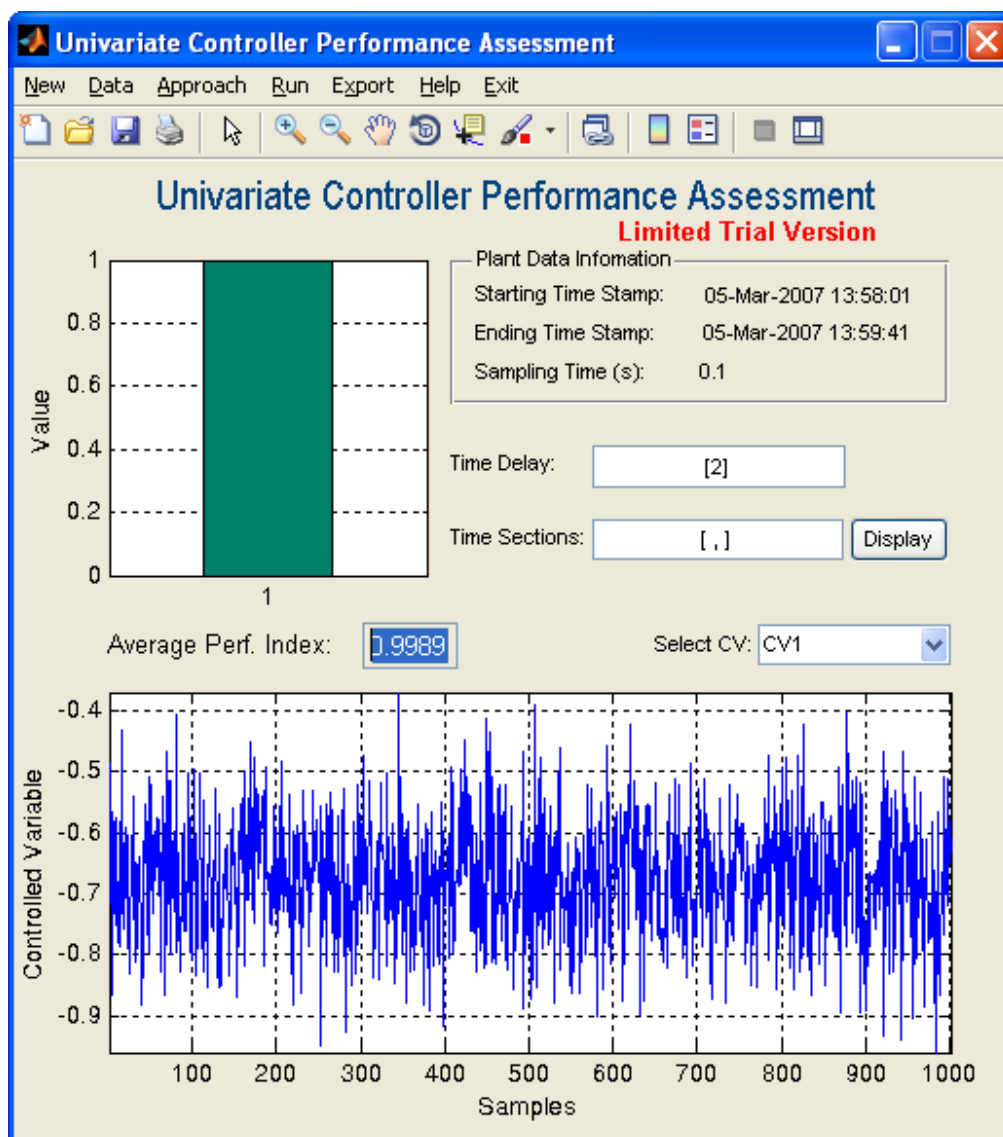 Univariate Controller Performance Assessment
New Data Approach Run Export Help Exit
Univariate Controller Performance Assessment
Limited Trial Version
1
0.8
0.6
0.4
0.2
0
Value
1
Plant Data Infomation
Starting Time Stamp: 05-Mar-2007 13:58:01
Ending Time Stamp: 05-Mar-2007 13:59:41
Sampling Time (s): 0.1
Time Delay: [2]
Time Sections: [ , ] Display
Average Perf. Index: 0.9989
Select CV: CV1
-0.4
-0.5
-0.6
-0.7
-0.8
-0.9
Controlled Variable
100 200 300 400 500 600 700 800 900 1000
Samples